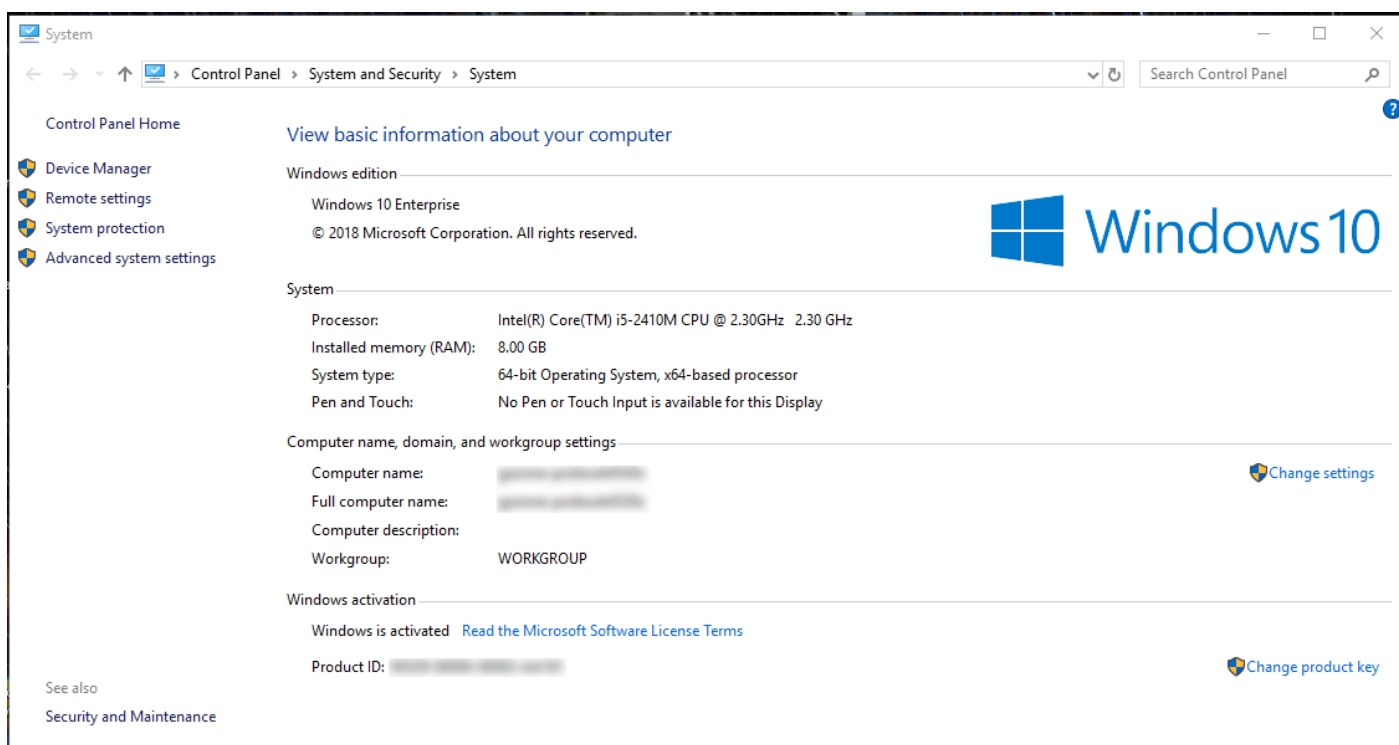 System
Control Panel › System and Security › System
Search Control Panel
Control Panel Home
Device Manager
Remote settings
System protection
Advanced system settings
See also
Security and Maintenance
View basic information about your computer
Windows edition
Windows 10 Enterprise
© 2018 Microsoft Corporation. All rights reserved.
Windows 10
System
Processor: Intel(R) Core(TM) i5-2410M CPU @ 2.30GHz 2.30 GHz
Installed memory (RAM): 8.00 GB
System type: 64-bit Operating System, x64-based processor
Pen and Touch: No Pen or Touch Input is available for this Display
Computer name, domain, and workgroup settings
Computer name:
Change settings
Full computer name:
Computer description:
Workgroup: WORKGROUP
Windows activation
Windows is activated Read the Microsoft Software License Terms
Product ID:
Change product key